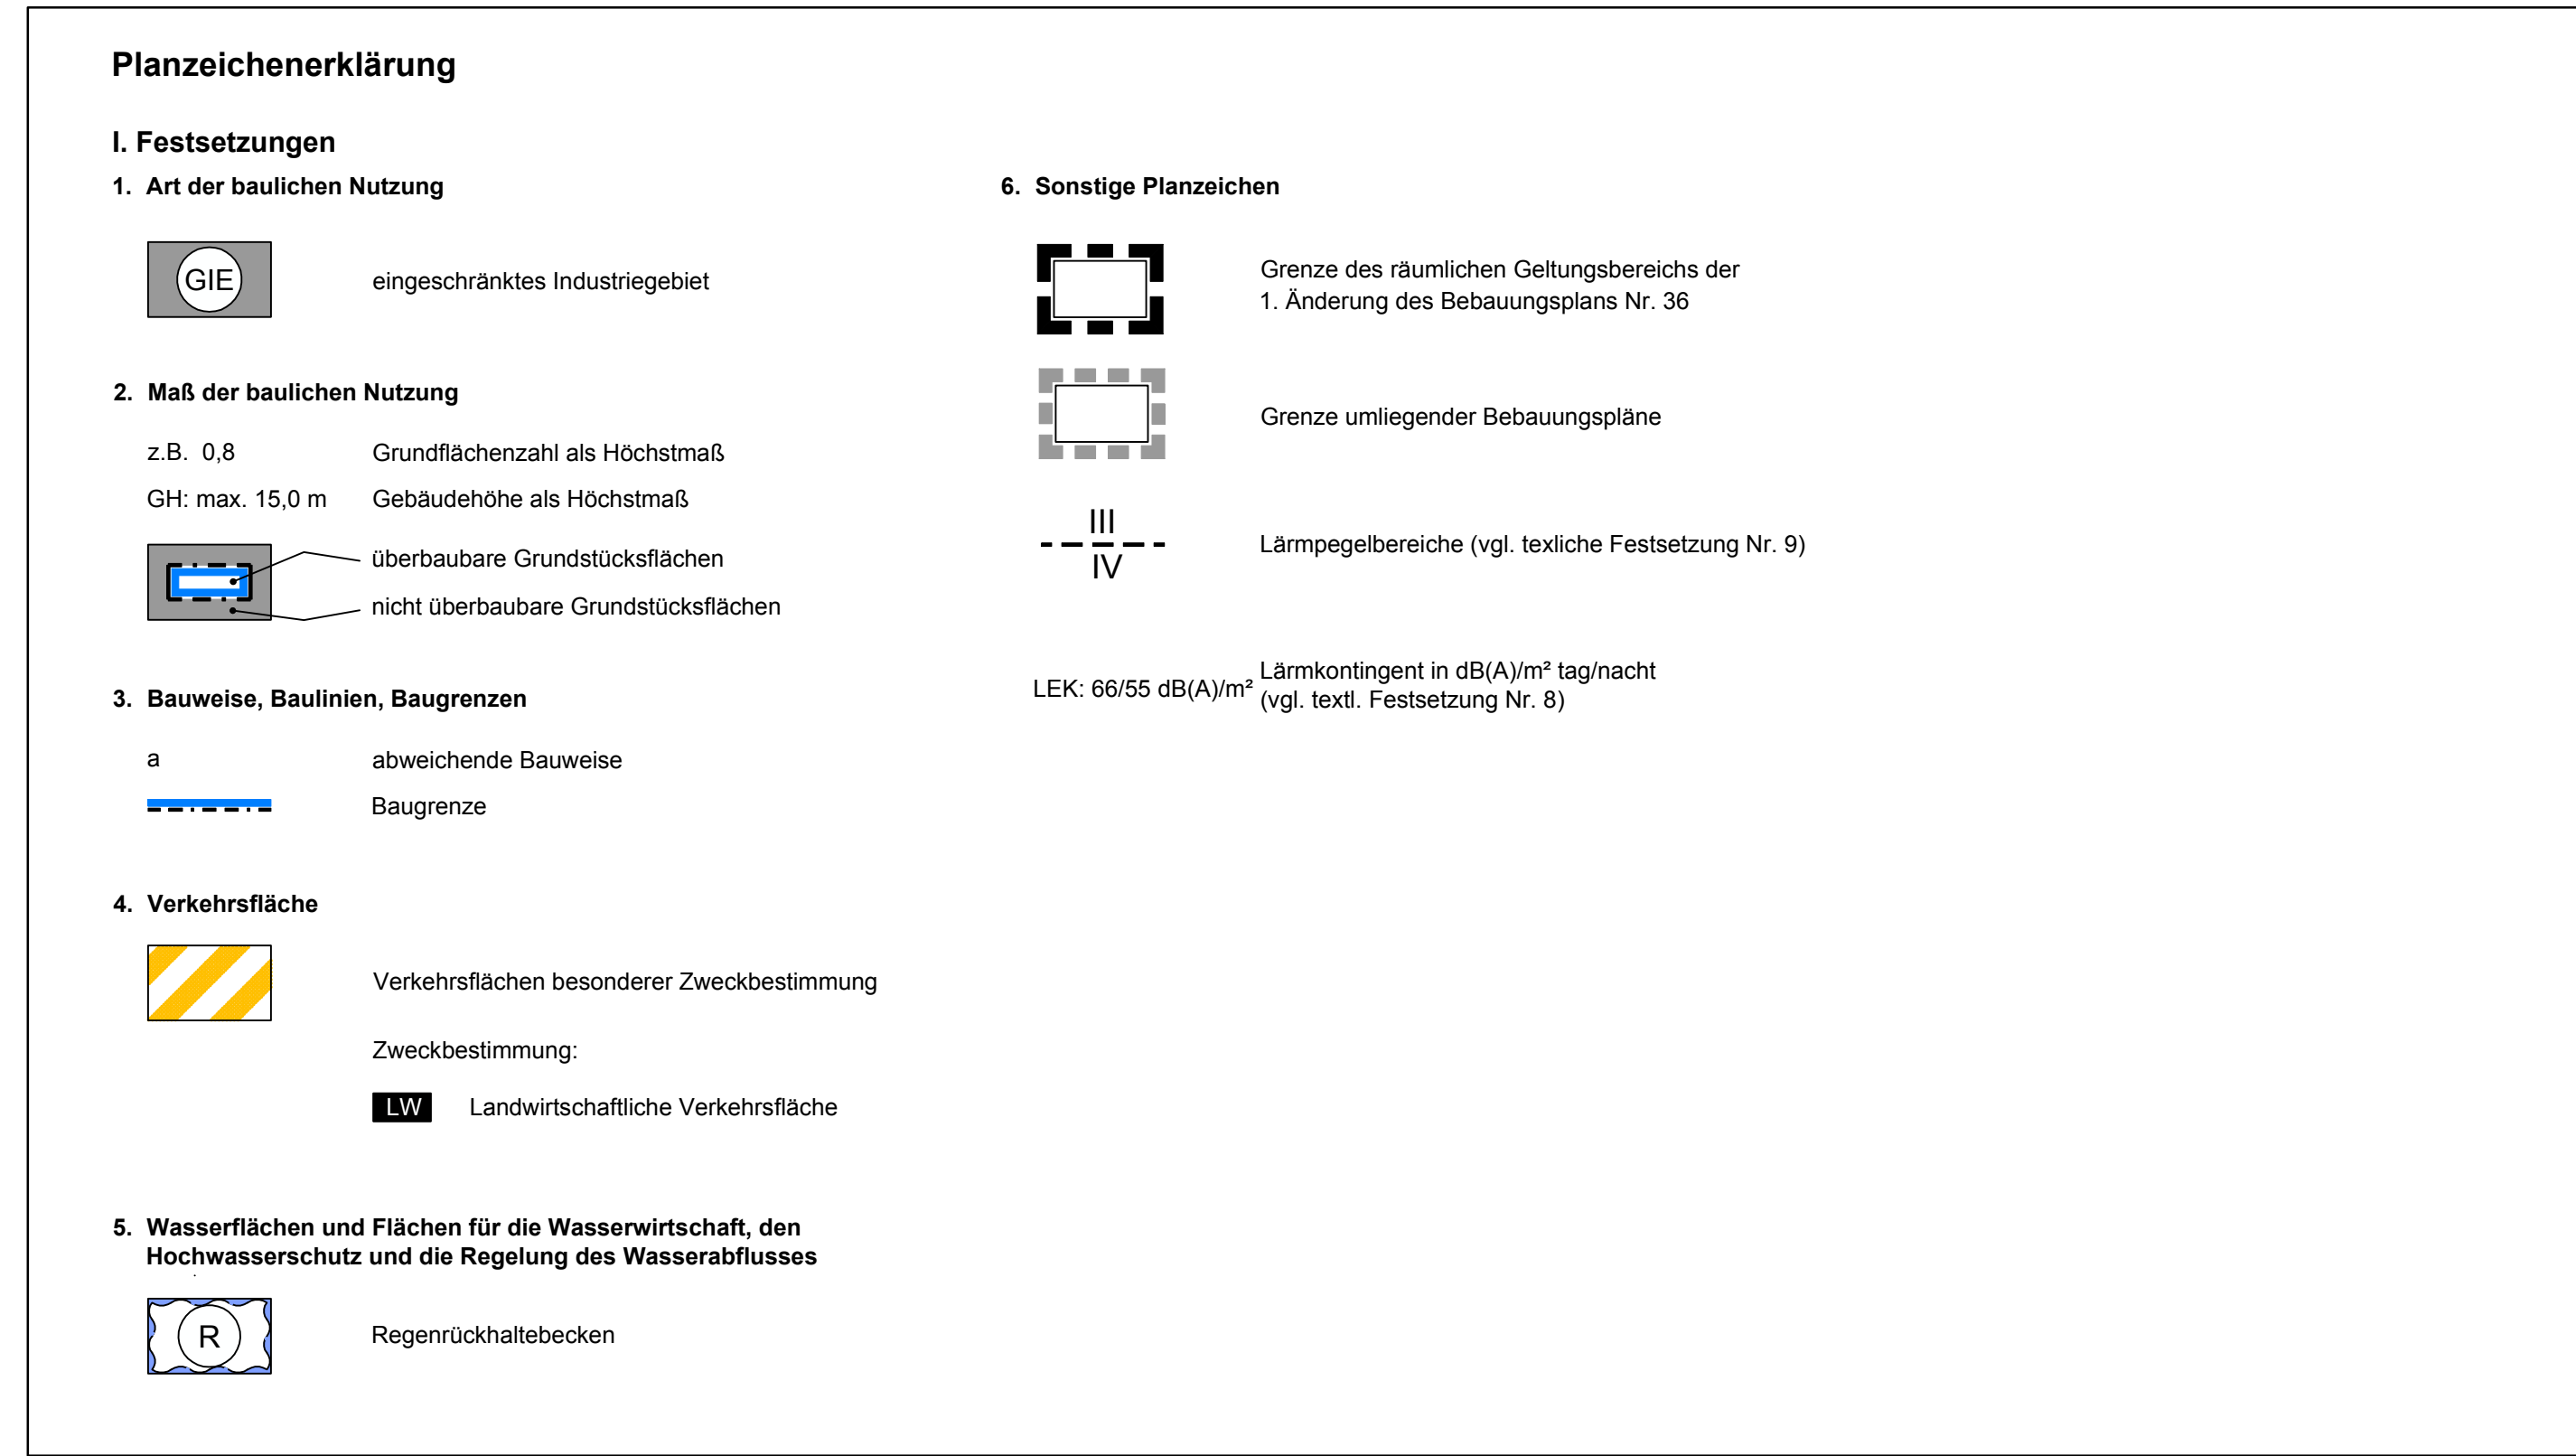 Planzeichenerklärung
I. Festsetzungen
1. Art der baulichen Nutzung
GIE
eingeschränktes Industriegebiet
2. Maß der baulichen Nutzung
z.B. 0,8 Grundflächenzahl als Höchstmaß
GH: max. 15,0 m Gebäudehöhe als Höchstmaß
überbaubare Grundstücksflächen
nicht überbaubare Grundstücksflächen
3. Bauweise, Baulinien, Baugrenzen
a abweichende Bauweise
Baugrenze
4. Verkehrsfläche
Verkehrsflächen besonderer Zweckbestimmung
Zweckbestimmung:
LW Landwirtschaftliche Verkehrsfläche
5. Wasserflächen und Flächen für die Wasserwirtschaft, den
Hochwasserschutz und die Regelung des Wasserabflusses
R
Regenrückhaltebecken
6. Sonstige Planzeichen
Grenze des räumlichen Geltungsbereichs der
1. Änderung des Bebauungsplans Nr. 36
Grenze umliegender Bebauungspläne
III
IV
Lärmpegelbereiche (vgl. texliche Festsetzung Nr. 9)
LEK: 66/55 dB(A)/m²
Lärmkontingent in dB(A)/m² tag/nacht
(vgl. textl. Festsetzung Nr. 8)